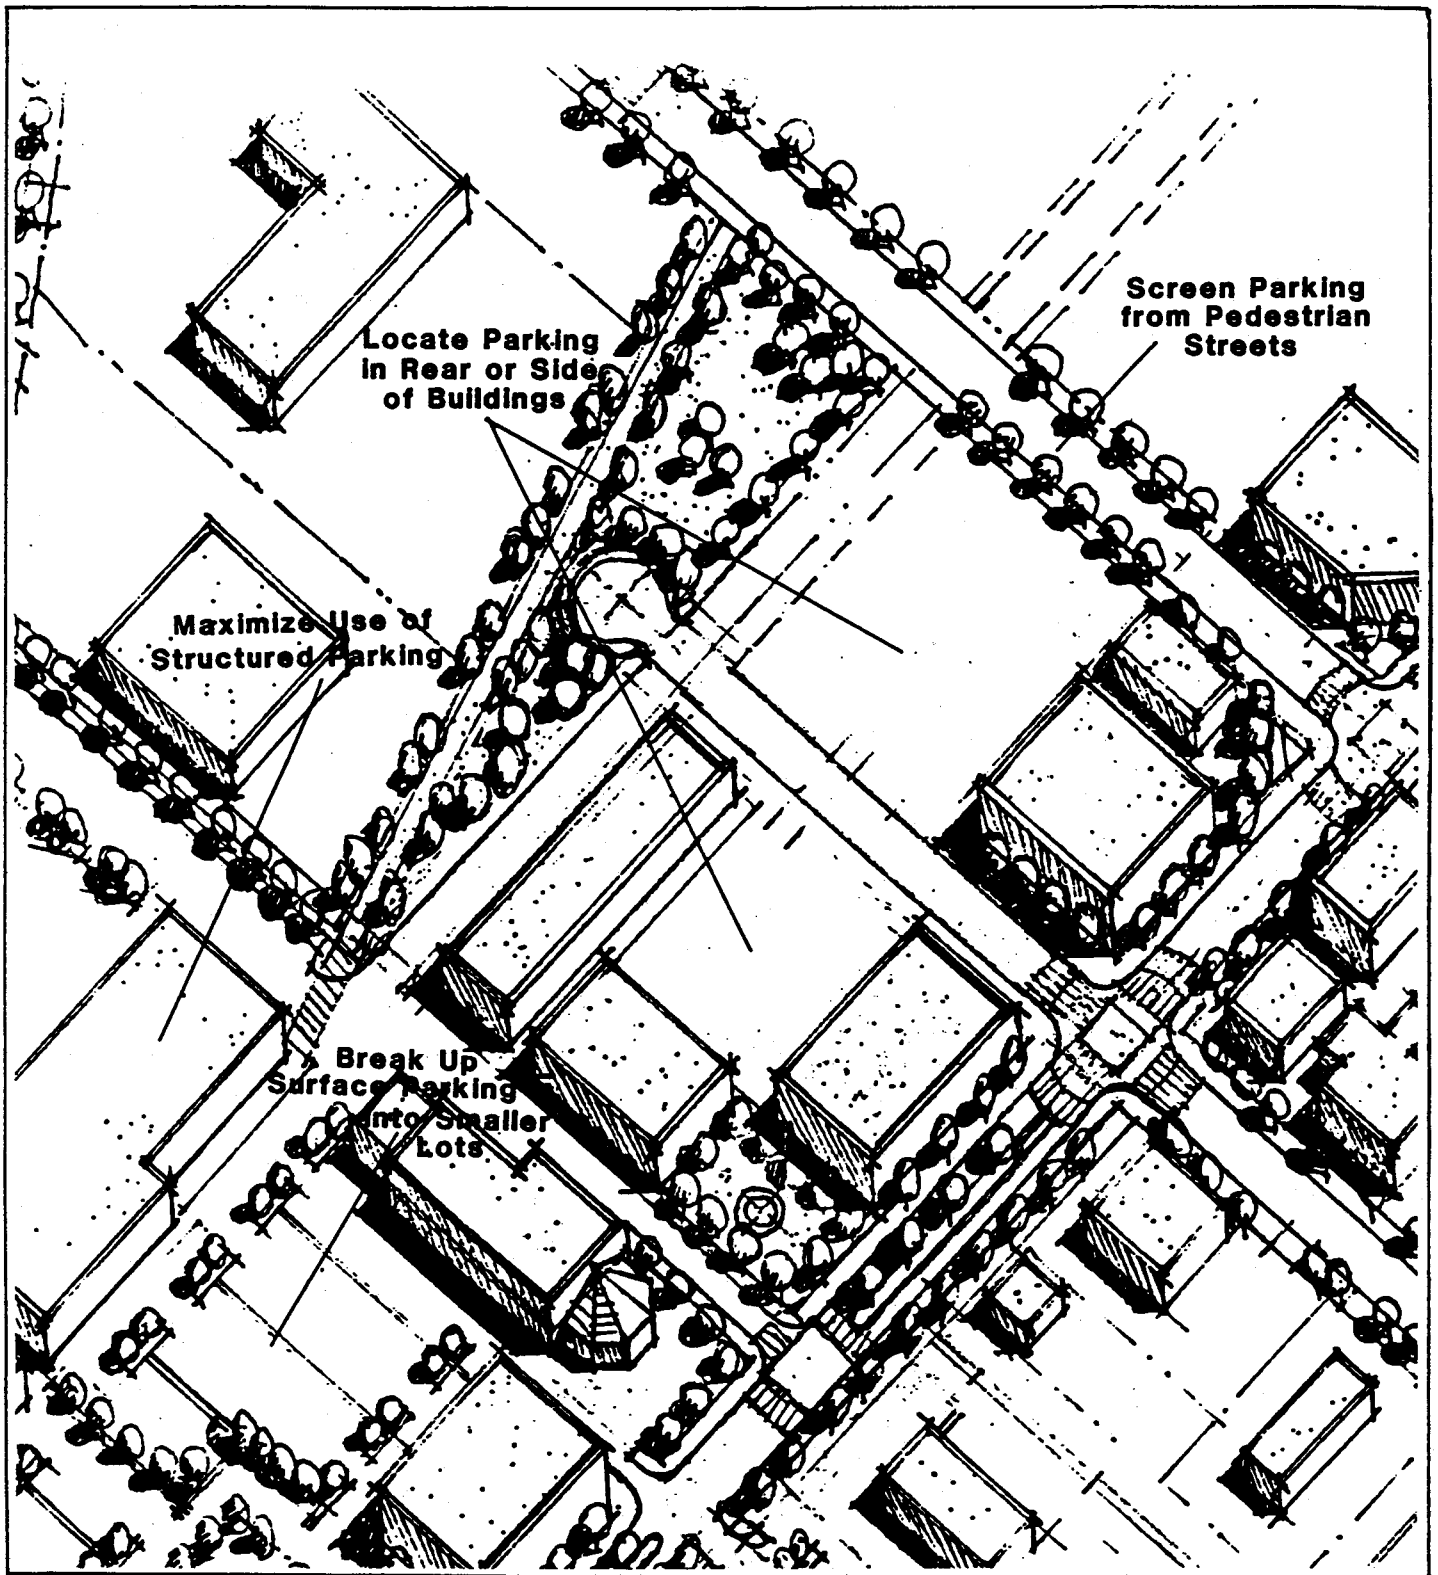 Screen Parking
from Pedestrian
Streets
Locate Parking
in Rear or Side
of Buildings
Maximize Use of
Structured Parking
Break Up
Surface Parking
into Smaller
Lots